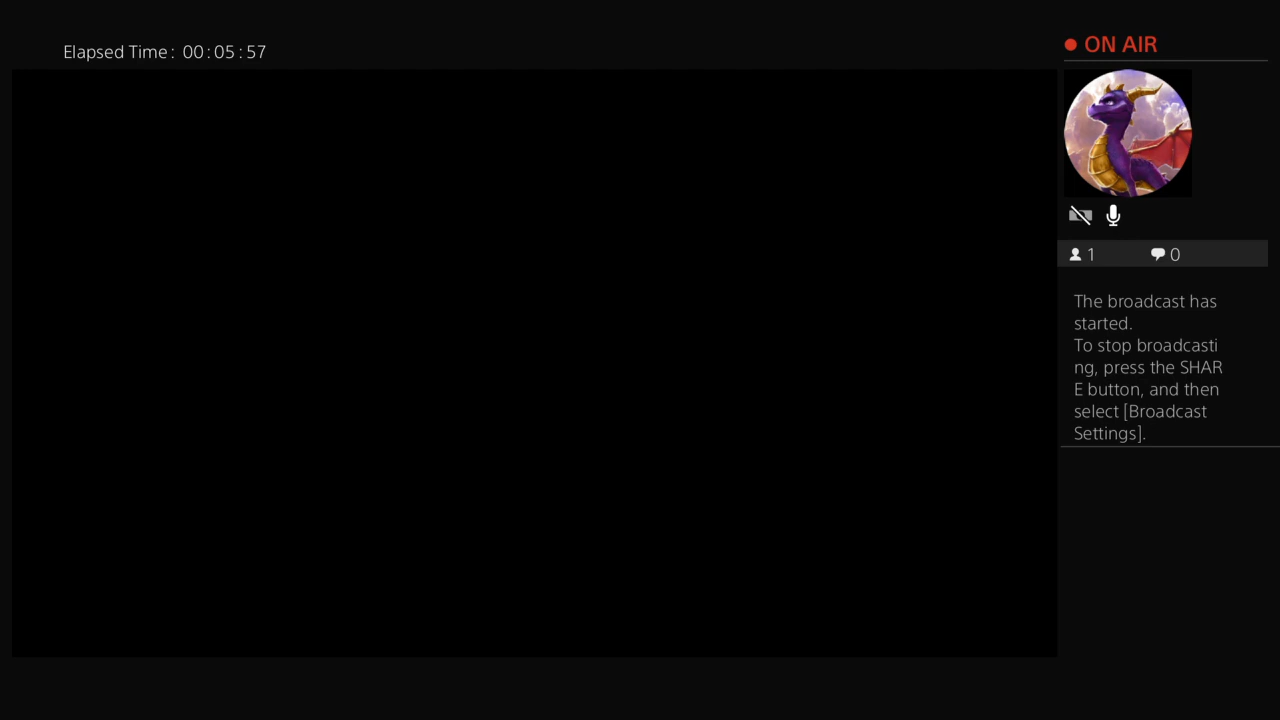 Elapsed Time: 00:05:57
ON AIR
1 0
The broadcast has
started.
To stop broadcasti
ng, press the SHAR
E button, and then
select [Broadcast
Settings].